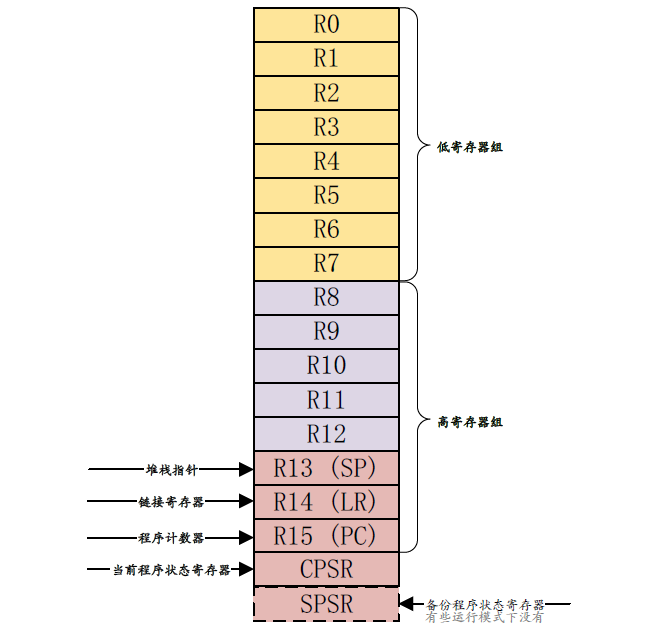 R0
R1
R2
R3
低寄存器组
R4
R5
R6
R7
R8
R9
R10
R11
高寄存器组
R12
堆栈指针 R13 (SP)
链接寄存器 R14 (LR)
程序计数器 R15 (PC)
当前程序状态寄存器 CPSR
SPSR 备份程序状态寄存器
有些运行模式下没有